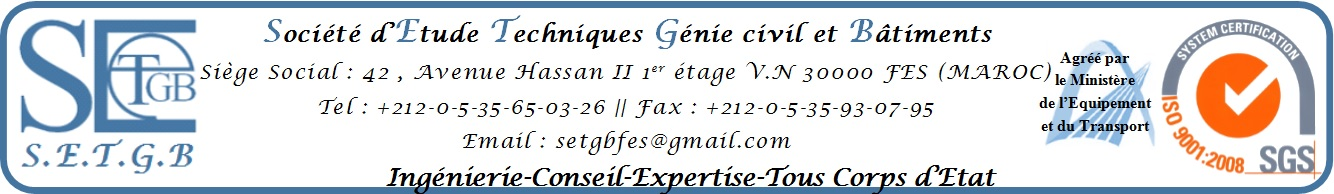 SE TGB
S.E.T.G.B
Société d'Etude Techniques Génie civil et Bâtiments
Siège Social : 42 , Avenue Hassan II 1er étage V.N 30000 FES (MAROC)
Tel : +212-0-5-35-65-03-26 || Fax : +212-0-5-35-93-07-95
Email : setgbfes@gmail.com
Ingénierie-Conseil-Expertise-Tous Corps d'Etat
Agréé par
le Ministère
de l'Equipement
et du Transport
SYSTEM CERTIFICATION
ISO 9001:2008
SGS